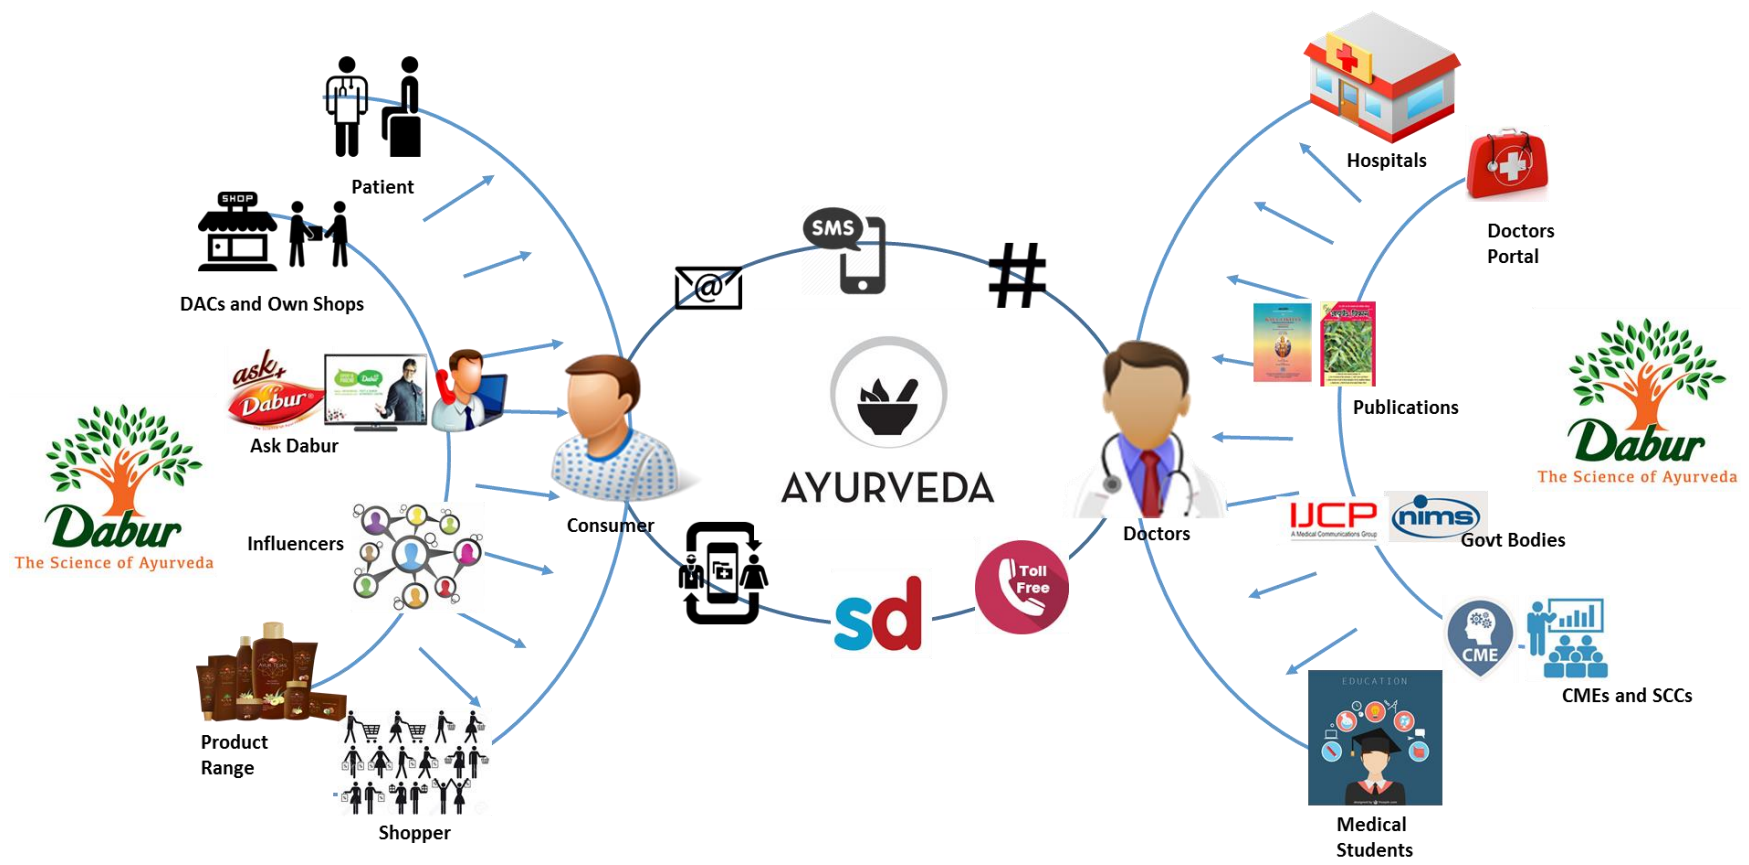 Patient
SHOP
DACs and Own Shops
ask
Dabur
Ask Dabur
Dabur
The Science of Ayurveda
Influencers
Product
Range
Shopper
Consumer
@
SMS
#
AYURVEDA
sd
Toll
Free
Doctors
Hospitals
Doctors
Portal
Publications
IJCP
A Medical Communications Group
nims
Govt Bodies
Dabur
The Science of Ayurveda
CME
CMEs and SCCs
EDUCATION
Medical
Students